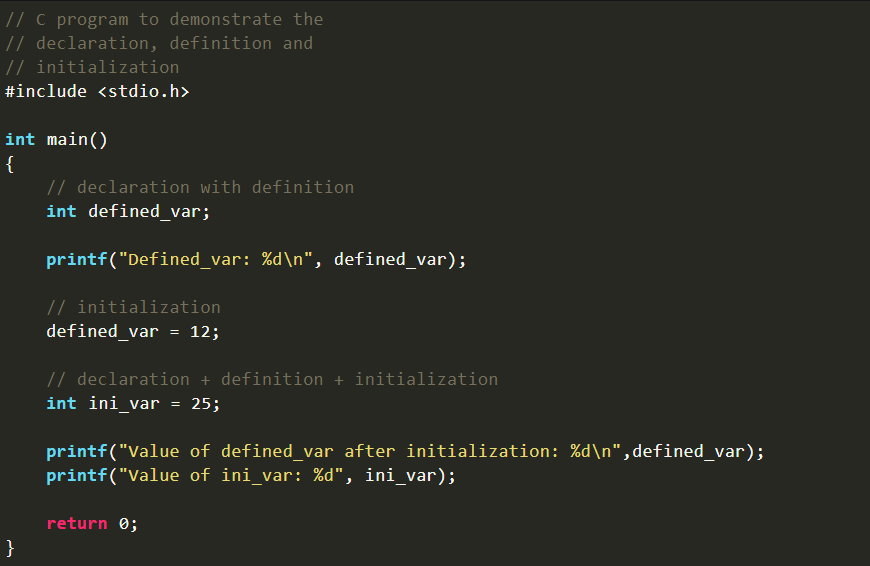 // C program to demonstrate the
// declaration, definition and
// initialization
#include <stdio.h>
int main()
{
// declaration with definition
int defined_var;
printf("Defined_var: %d\n", defined_var);
// initialization
defined_var = 12;
// declaration + definition + initialization
int ini_var = 25;
printf("Value of defined_var after initialization: %d\n",defined_var);
printf("Value of ini_var: %d", ini_var);
return 0;
}